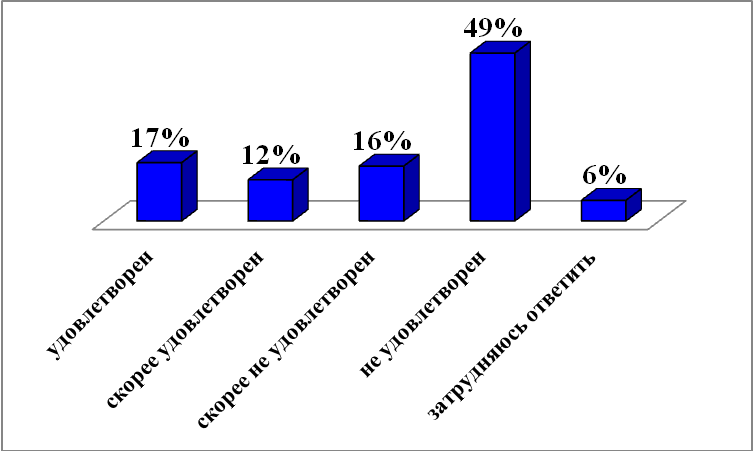 17%
12%
16%
49%
6%
удовлетворен
скорее удовлетворен
скорее не удовлетворен
не удовлетворен
затрудняюсь ответить